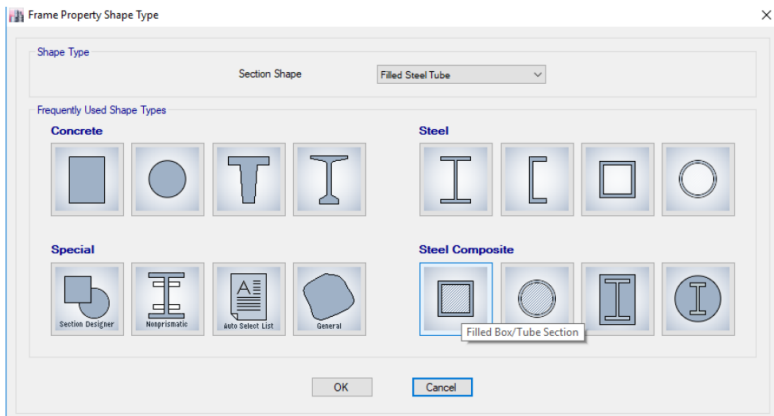 Frame Property Shape Type
Shape Type
Section Shape
Filled Steel Tube
Frequently Used Shape Types
Concrete
Steel
Special
Steel Composite
Section Designer
Nonprismatic
Auto Select List
General
Filled Box/Tube Section
OK
Cancel